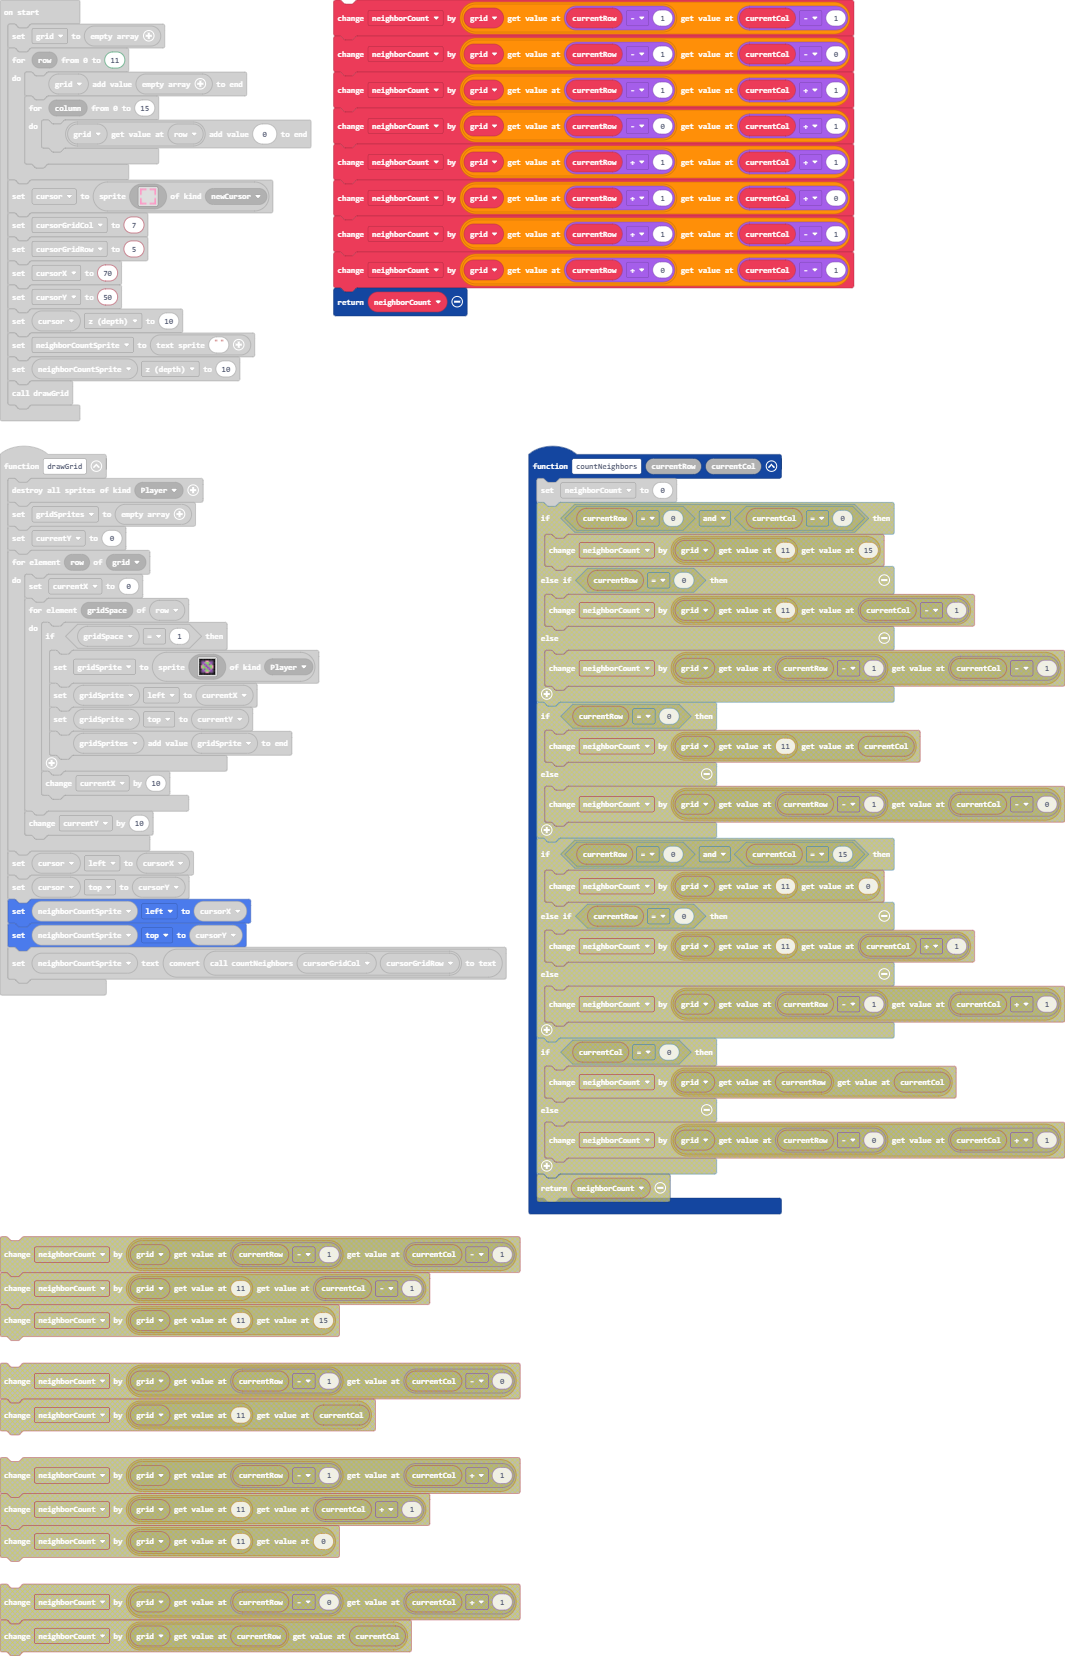 on start
set grid to empty array
for row from 0 to 11
do
grid add value empty array to end
for column from 0 to 15
do
grid get value at row add value 0 to end
set cursor to sprite of kind newCursor
set cursorGridCol to 7
set cursorGridRow to 5
set cursorX to 70
set cursorY to 50
set cursor z (depth) to 10
set neighborCountSprite to text sprite " "
set neighborCountSprite z (depth) to 10
call drawGrid
change neighborCount by grid get value at currentRow - 1 get value at currentCol - 1
change neighborCount by grid get value at currentRow - 1 get value at currentCol - 0
change neighborCount by grid get value at currentRow - 1 get value at currentCol + 1
change neighborCount by grid get value at currentRow - 0 get value at currentCol + 1
change neighborCount by grid get value at currentRow + 1 get value at currentCol + 1
change neighborCount by grid get value at currentRow + 1 get value at currentCol + 0
change neighborCount by grid get value at currentRow + 1 get value at currentCol - 1
change neighborCount by grid get value at currentRow + 0 get value at currentCol - 1
return neighborCount
function drawGrid
destroy all sprites of kind Player
set gridSprites to empty array
set currentY to 0
for element row of grid
do
set currentX to 0
for element gridSpace of row
do
if gridSpace = 1 then
set gridSprite to sprite of kind Player
set gridSprite left to currentX
set gridSprite top to currentY
gridSprites add value gridSprite to end
change currentX by 10
change currentY by 10
set cursor left to cursorX
set cursor top to cursorY
set neighborCountSprite left to cursorX
set neighborCountSprite top to cursorY
set neighborCountSprite text convert call countNeighbors cursorGridCol cursorGridRow to text
function countNeighbors currentRow currentCol
set neighborCount to 0
if currentRow = 0 and currentCol = 0 then
change neighborCount by grid get value at 11 get value at 15
else if currentRow = 0 then
change neighborCount by grid get value at 11 get value at currentCol - 1
else
change neighborCount by grid get value at currentRow - 1 get value at currentCol - 1
if currentRow = 0 then
change neighborCount by grid get value at 11 get value at currentCol
else
change neighborCount by grid get value at currentRow - 1 get value at currentCol - 0
if currentRow = 0 and currentCol = 15 then
change neighborCount by grid get value at 11 get value at 0
else if currentRow = 0 then
change neighborCount by grid get value at 11 get value at currentCol + 1
else
change neighborCount by grid get value at currentRow - 1 get value at currentCol + 1
if currentCol = 0 then
change neighborCount by grid get value at currentRow get value at currentCol
else
change neighborCount by grid get value at currentRow - 0 get value at currentCol + 1
return neighborCount
change neighborCount by grid get value at currentRow - 1 get value at currentCol - 1
change neighborCount by grid get value at 11 get value at currentCol - 1
change neighborCount by grid get value at 11 get value at 15
change neighborCount by grid get value at currentRow - 1 get value at currentCol - 0
change neighborCount by grid get value at 11 get value at currentCol
change neighborCount by grid get value at currentRow - 1 get value at currentCol + 1
change neighborCount by grid get value at 11 get value at currentCol + 1
change neighborCount by grid get value at 11 get value at 0
change neighborCount by grid get value at currentRow - 0 get value at currentCol + 1
change neighborCount by grid get value at currentRow get value at currentCol